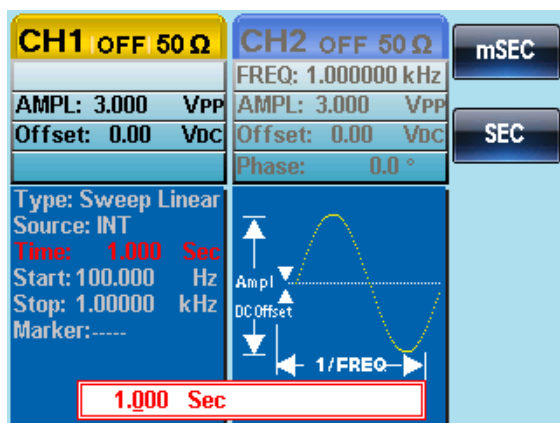 CH1 OFF 50 Ω
CH2 OFF 50 Ω
mSEC
FREQ: 1.000000 kHz
AMPL: 3.000 VPP
AMPL: 3.000 VPP
Offset: 0.00 VDC
Offset: 0.00 VDC
SEC
Phase: 0.0 °
Type: Sweep Linear
Source: INT
Time: 1.000 Sec
Start: 100.000 Hz
Stop: 1.00000 kHz
Marker:-----
Ampl
DC Offset
1/FREQ
1.000 Sec